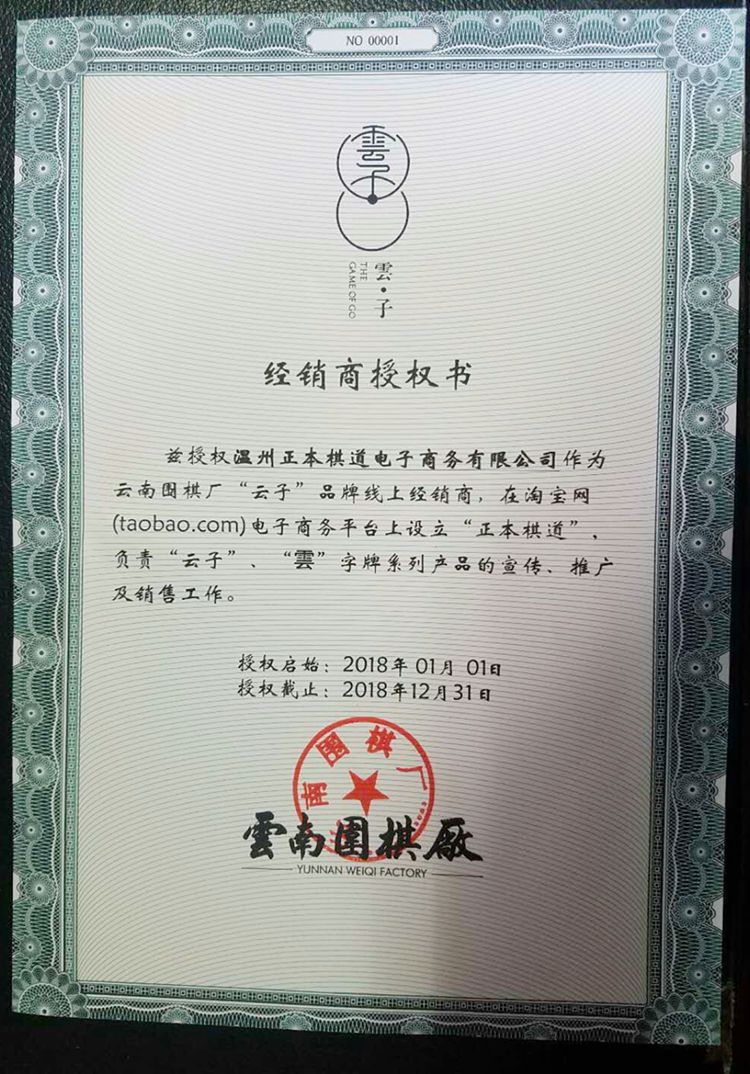 NO 00001
雲子
雲·子
THE
GAME OF GO
经销商授权书
兹授权温州正本棋道电子商务有限公司作为
云南围棋厂“云子”品牌线上经销商，在淘宝网
(taobao.com)电子商务平台上设立“正本棋道”，
负责“云子”、“雲”字牌系列产品的宣传、推广
及销售工作。
授权启始：2018年 01月 01日
授权截止：2018年12月31日
南围棋厂
雲南圍棋廠
YUNNAN WEIQI FACTORY